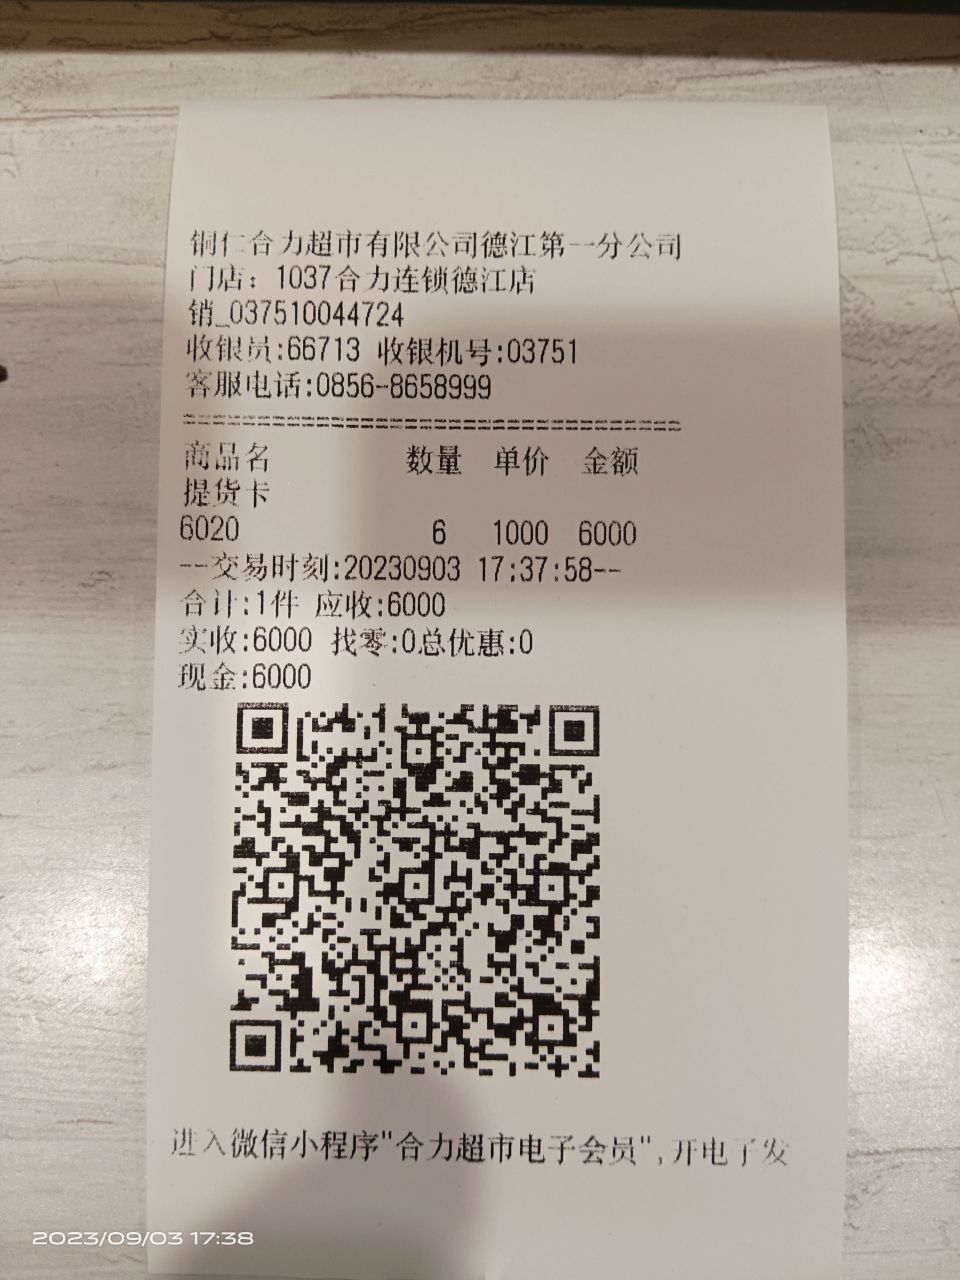 铜仁合力超市有限公司德江第一分公司
门店：1037合力连锁德江店
销_037510044724
收银员:66713 收银机号:03751
客服电话:0856-8658999
商品名 数量 单价 金额
提货卡
6020 6 1000 6000
--交易时刻:20230903 17:37:58--
合计:1件 应收:6000
实收:6000 找零:0总优惠:0
现金:6000
进入微信小程序"合力超市电子会员",开电子发
2023/09/03 17:38